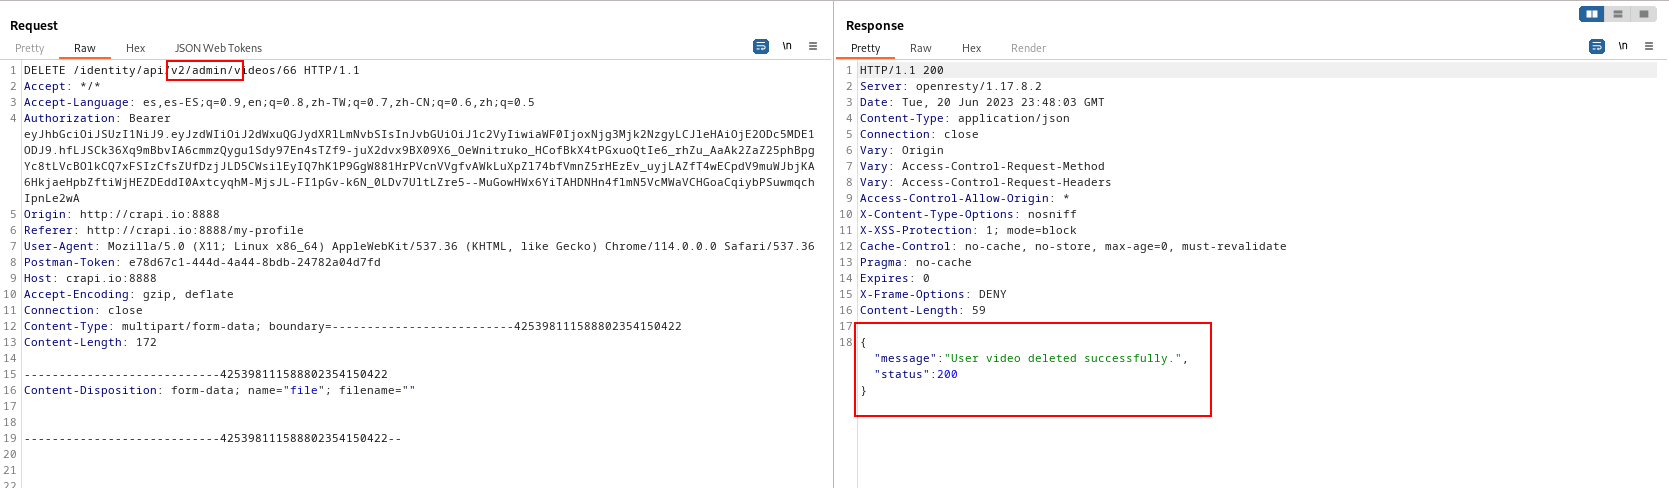 Request
Pretty Raw Hex JSON Web Tokens \n
1 DELETE /identity/api/v2/admin/videos/66 HTTP/1.1
2 Accept: */*
3 Accept-Language: es,es-ES;q=0.9,en;q=0.8,zh-TW;q=0.7,zh-CN;q=0.6,zh;q=0.5
4 Authorization: Bearer
eyJhbGciOiJSUzI1NiJ9.eyJzdWIiOiJ2dWxuQGJydXRlLmNvbSIsInJvbGUiOiJ1c2VyIiwiaWF0IjoxNjg3Mjk2NzgyLCJleHAiOjE2ODc5MDE1
ODJ9.hfLJSCk36Xq9mBbvIA6cmmzQygu1Sdy97En4sTZf9-juX2dvx9BX09X6_OeWnitruko_HCofBkX4tPGxuoQtIe6_rhZu_AaAk2ZaZ25phBpg
Yc8tLVcBOlkCQ7xFSIzCfsZUfDzjJLD5CWsilEyIQ7hK1P9GgW881HrPVcnVVgfvAWkLuXpZl74bfVmnZ5rHEzEv_uyjLAZfT4wECpdV9muWJbjKA
6HkjaeHpbZftiWjHEZDEddI0AxtcyqhM-MjsJL-FI1pGv-k6N_0LDv7UltLZre5--MuGowHWx6YiTAHDNHn4flmN5VcMWaVCHGoaCqiybPSuwmqch
IpnLe2wA
5 Origin: http://crapi.io:8888
6 Referer: http://crapi.io:8888/my-profile
7 User-Agent: Mozilla/5.0 (X11; Linux x86_64) AppleWebKit/537.36 (KHTML, like Gecko) Chrome/114.0.0.0 Safari/537.36
8 Postman-Token: e78d67c1-444d-4a44-8bdb-24782a04d7fd
9 Host: crapi.io:8888
10 Accept-Encoding: gzip, deflate
11 Connection: close
12 Content-Type: multipart/form-data; boundary=--------------------------425398111588802354150422
13 Content-Length: 172
14
15 ----------------------------425398111588802354150422
16 Content-Disposition: form-data; name="file"; filename=""
17
18
19 ----------------------------425398111588802354150422--
20
21
22
Response
Pretty Raw Hex Render \n
1 HTTP/1.1 200
2 Server: openresty/1.17.8.2
3 Date: Tue, 20 Jun 2023 23:48:03 GMT
4 Content-Type: application/json
5 Connection: close
6 Vary: Origin
7 Vary: Access-Control-Request-Method
8 Vary: Access-Control-Request-Headers
9 Access-Control-Allow-Origin: *
10 X-Content-Type-Options: nosniff
11 X-XSS-Protection: 1; mode=block
12 Cache-Control: no-cache, no-store, max-age=0, must-revalidate
13 Pragma: no-cache
14 Expires: 0
15 X-Frame-Options: DENY
16 Content-Length: 59
17
18 {
"message":"User video deleted successfully.",
"status":200
}